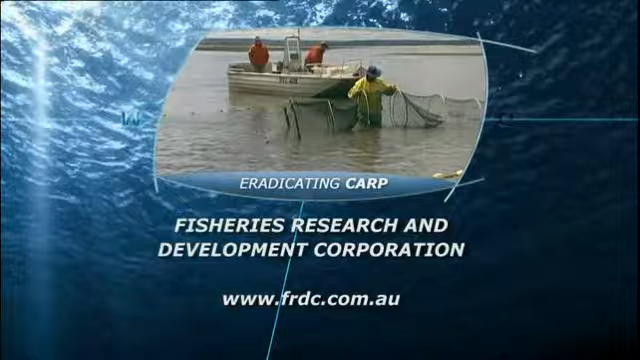 ERADICATING CARP
FISHERIES RESEARCH AND
DEVELOPMENT CORPORATION
www.frdc.com.au